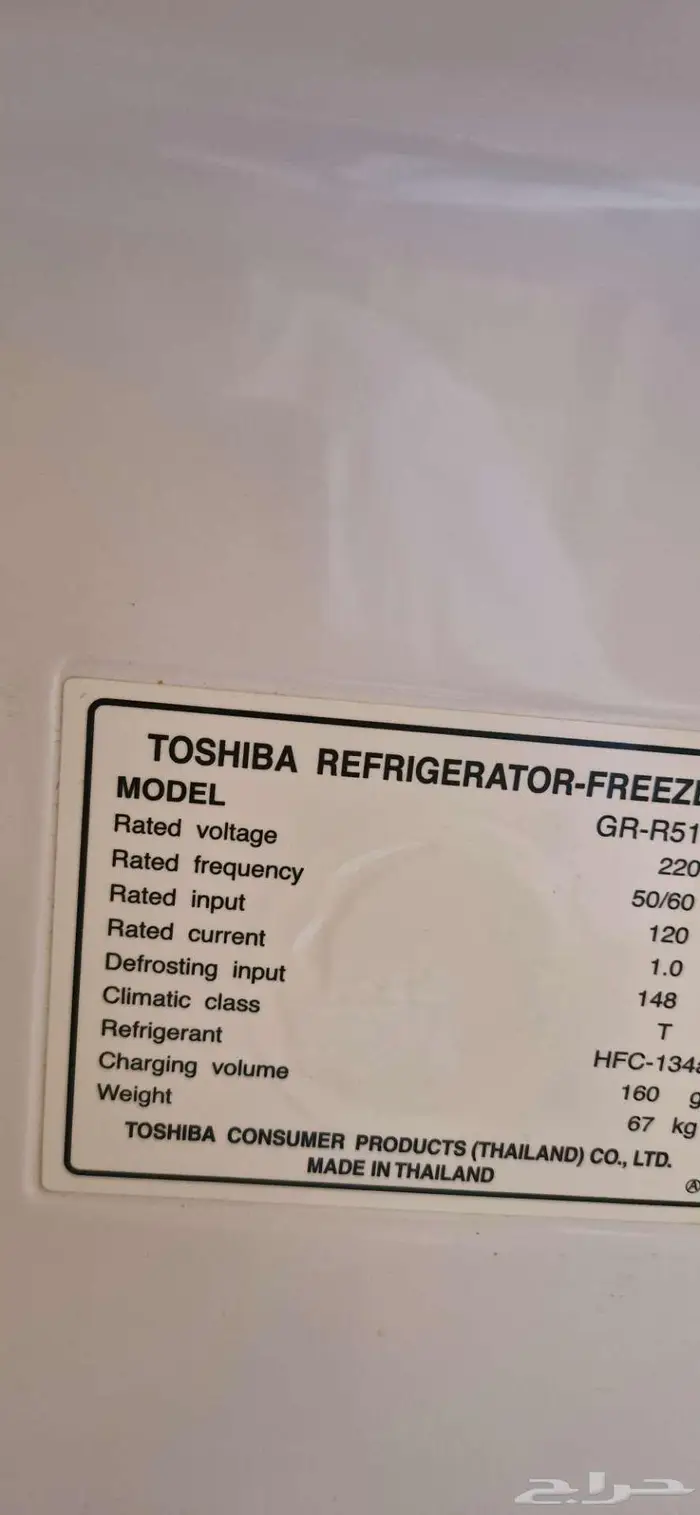 TOSHIBA REFRIGERATOR-FREEZE
MODEL GR-R51
Rated voltage 220
Rated frequency 50/60
Rated input 120
Rated current 1.0
Defrosting input 148
Climatic class T
Refrigerant HFC-134a
Charging volume 160 g
Weight 67 kg
TOSHIBA CONSUMER PRODUCTS (THAILAND) CO., LTD.
MADE IN THAILAND
Ⓐ
حراج